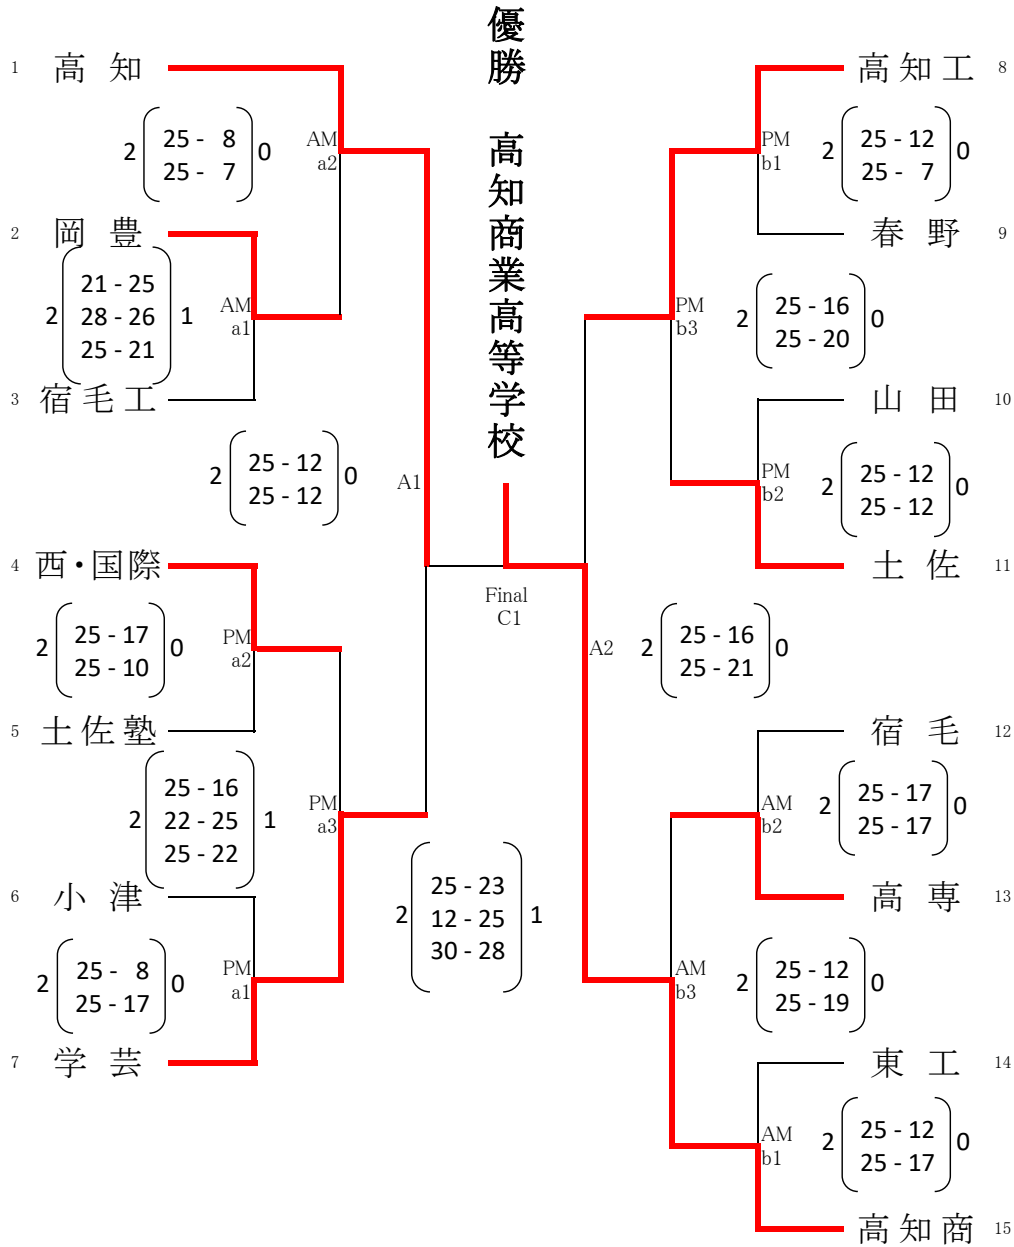 優勝 高知商業高等学校
1 高 知
AM
a2
2 25 - 8 0
25 - 7
2 岡 豊
AM
a1
21 - 25
2 28 - 26 1
25 - 21
3 宿毛工
2 25 - 12 0
25 - 12
A1
4 西・国際
PM
a2
2 25 - 17 0
25 - 10
5 土佐塾
25 - 16
2 22 - 25 1
25 - 22
PM
a3
6 小 津
PM
a1
2 25 - 8 0
25 - 17
7 学 芸
Final
C1
25 - 23
2 12 - 25 1
30 - 28
高知工 8
PM
b1
2 25 - 12 0
25 - 7
春 野 9
PM
b3
2 25 - 16 0
25 - 20
山 田 10
PM
b2
2 25 - 12 0
25 - 12
土 佐 11
A2
2 25 - 16 0
25 - 21
宿 毛 12
AM
b2
2 25 - 17 0
25 - 17
高 専 13
AM
b3
2 25 - 12 0
25 - 19
東 工 14
AM
b1
2 25 - 12 0
25 - 17
高知商 15